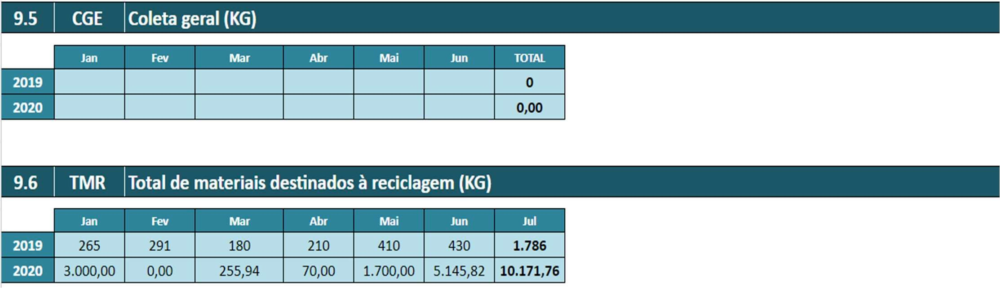 9.5 CGE Coleta geral (KG)
Jan Fev Mar Abr Mai Jun TOTAL
2019 0
2020 0,00
9.6 TMR Total de materiais destinados à reciclagem (KG)
Jan Fev Mar Abr Mai Jun Jul
2019 265 291 180 210 410 430 1.786
2020 3.000,00 0,00 255,94 70,00 1.700,00 5.145,82 10.171,76